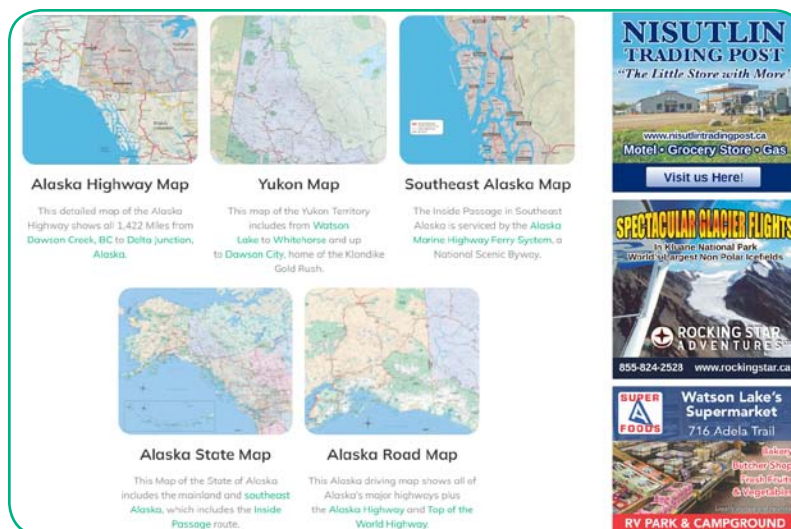 Alaska Highway Map
This detailed map of the Alaska
Highway shows all 1,422 Miles from
Dawson Creek, BC to Delta Junction,
Alaska.
Yukon Map
This map of the Yukon Territory
includes from Watson
Lake to Whitehorse and up
to Dawson City, home of the Klondike
Gold Rush.
Southeast Alaska Map
The Inside Passage in Southeast
Alaska is serviced by the Alaska
Marine Highway Ferry System, a
National Scenic Byway.
Alaska State Map
This Map of the State of Alaska
includes the mainland and southeast
Alaska, which includes the Inside
Passage route.
Alaska Road Map
This Alaska driving map shows all of
Alaska's major highways plus
the Alaska Highway and Top of the
World Highway.
NISUTLIN
TRADING POST
"The Little Store with More"
www.nisutlintradingpost.ca
Motel • Grocery Store • Gas
Visit us Here!
SPECTACULAR GLACIER FLIGHTS
In Kluane National Park
World's Largest Non Polar Icefields
ROCKING STAR
ADVENTURES
855-824-2528 www.rockingstar.ca
SUPER
A
FOODS
Watson Lake's
Supermarket
716 Adela Trail
Bakery
Butcher Shop
Fresh Fruits
& Vegetables
RV PARK & CAMPGROUND